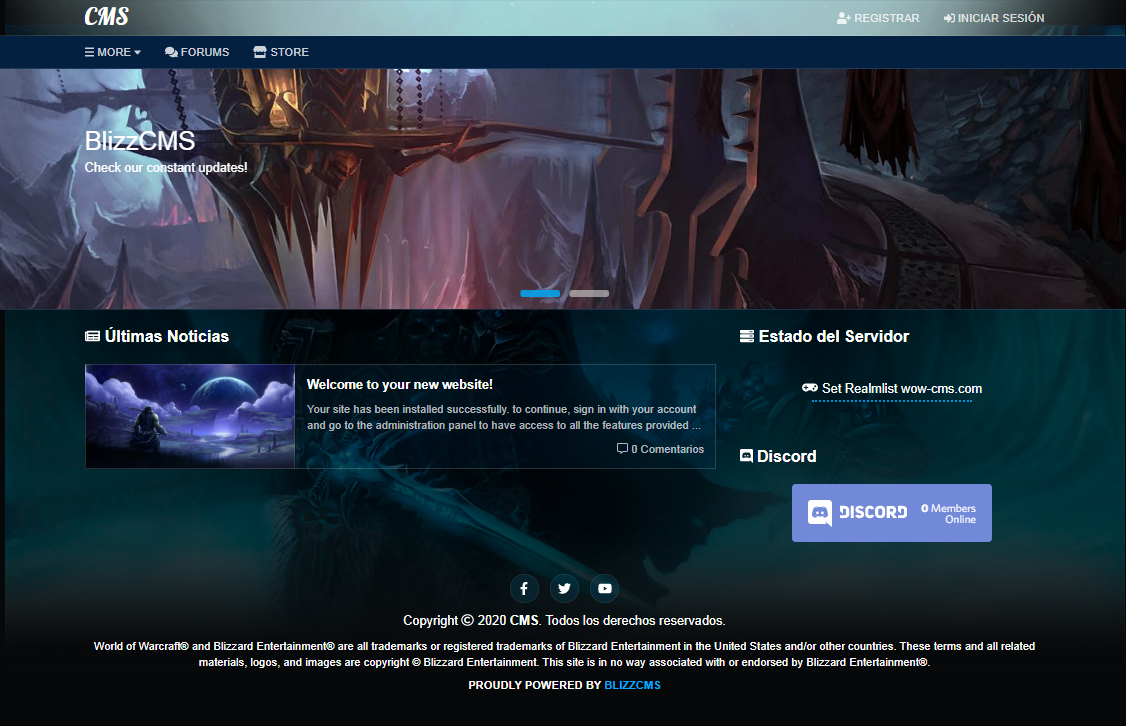 CMS
REGISTRAR INICIAR SESIÓN
MORE FORUMS STORE
BlizzCMS
Check our constant updates!
Últimas Noticias
Welcome to your new website!
Your site has been installed successfully. to continue, sign in with your account
and go to the administration panel to have access to all the features provided ...
0 Comentarios
Estado del Servidor
Set Realmlist wow-cms.com
Discord
DISCORD
0 Members
Online
Copyright © 2020 CMS. Todos los derechos reservados.
World of Warcraft® and Blizzard Entertainment® are all trademarks or registered trademarks of Blizzard Entertainment in the United States and/or other countries. These terms and all related
materials, logos, and images are copyright © Blizzard Entertainment. This site is in no way associated with or endorsed by Blizzard Entertainment®.
PROUDLY POWERED BY BLIZZCMS